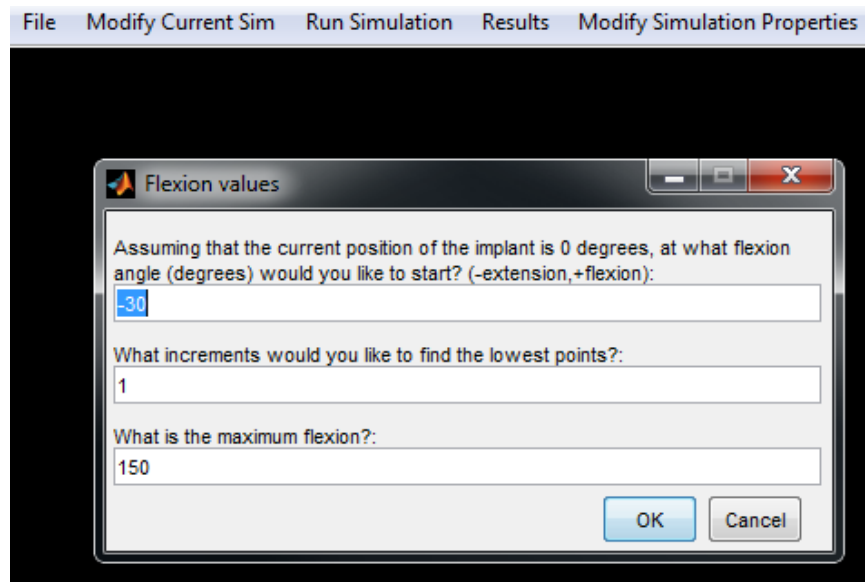 File Modify Current Sim Run Simulation Results Modify Simulation Properties
Flexion values
Assuming that the current position of the implant is 0 degrees, at what flexion
angle (degrees) would you like to start? (-extension,+flexion):
-30
What increments would you like to find the lowest points?:
1
What is the maximum flexion?:
150
OK Cancel